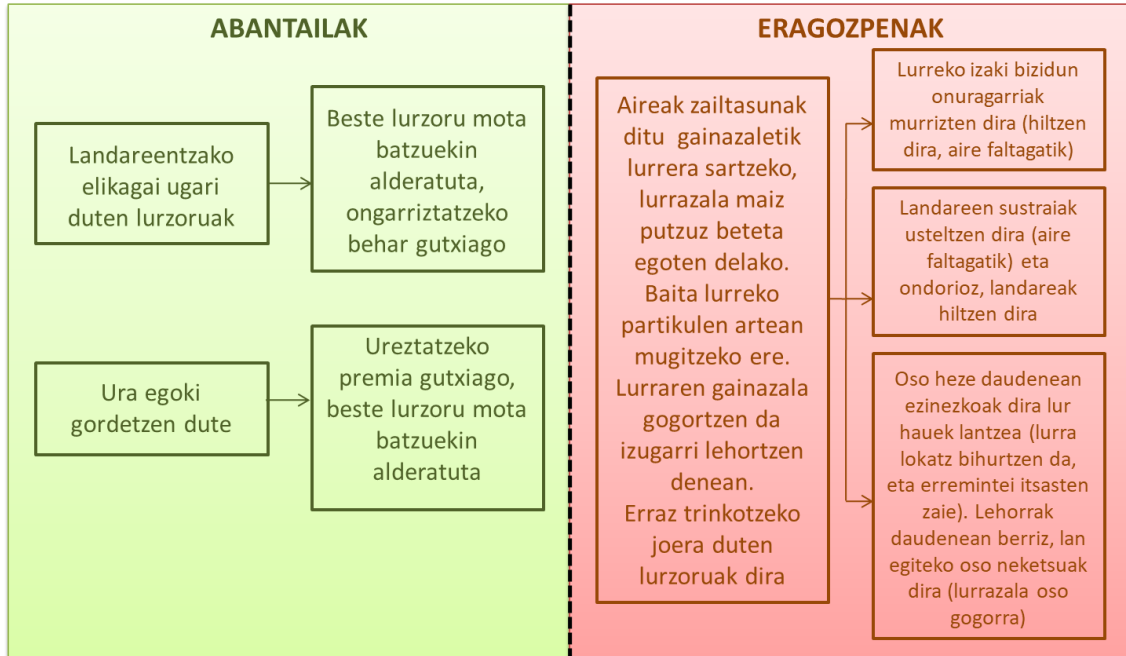 ABANTAILAK
Landareentzako
elikagai ugari
duten lurzoruak
Beste lurzoru mota
batzuekin
alderatuta,
ongarriztatzeko
behar gutxiago
Ura egoki
gordetzen dute
Ureztatzeko
premia gutxiago,
beste lurzoru mota
batzuekin
alderatuta
ERAGOZPENAK
Aireak zailtasunak
ditu gainazaletik
lurrera sartzeko,
lurrazala maiz
putzuz beteta
egoten delako.
Baita lurreko
partikulen artean
mugitzeko ere.
Lurraren gainazala
gogortzen da
izugarri lehortzen
denean.
Erraz trinkotzeko
joera duten
lurzoruak dira
Lurreko izaki bizidun
onuragarriak
murrizten dira (hiltzen
dira, aire faltagatik)
Landareen sustraiak
usteltzen dira (aire
faltagatik) eta
ondorioz, landareak
hiltzen dira
Oso heze daudenean
ezinezkoak dira lur
hauek lantzea (lurra
lokatz bihurtzen da,
eta erremintei itsasten
zaie). Lehorrak
daudenean berriz, lan
egiteko oso neketsuak
dira (lurrazala oso
gogorra)